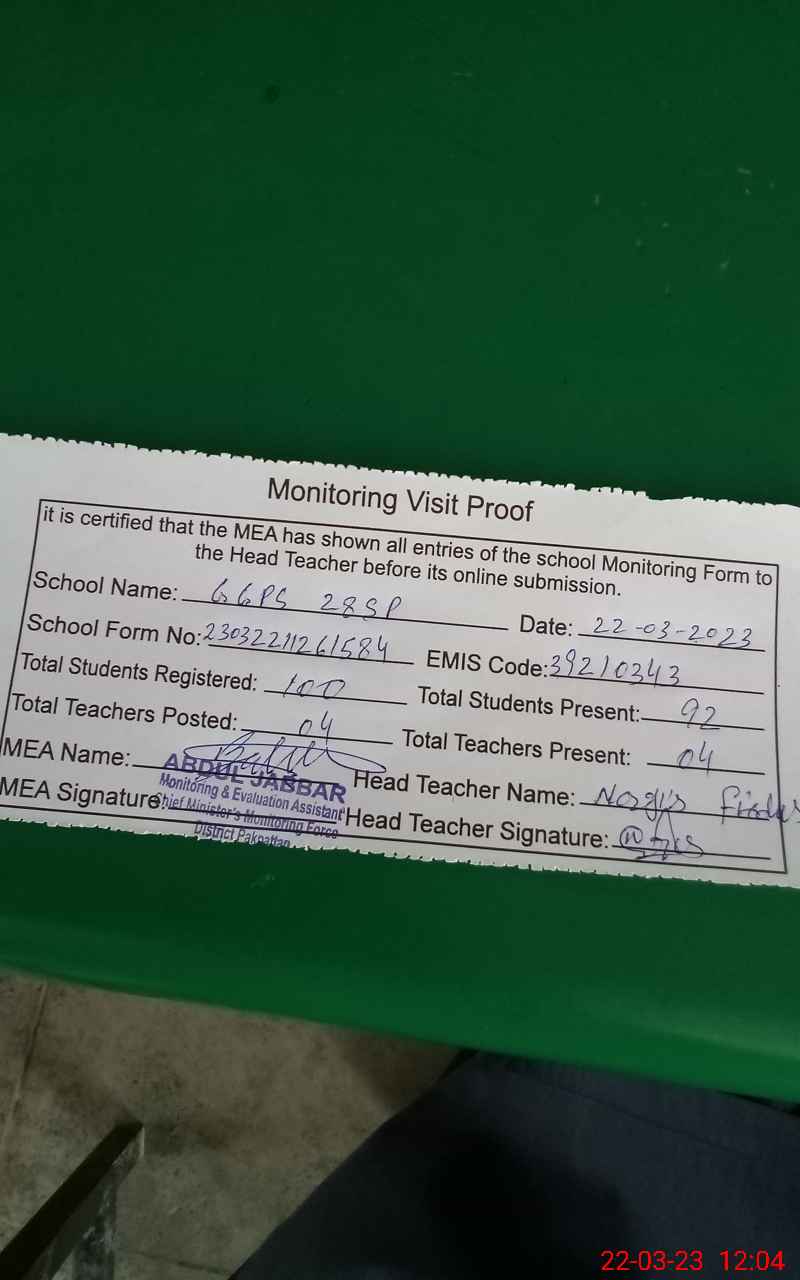 Monitoring Visit Proof
it is certified that the MEA has shown all entries of the school Monitoring Form to
the Head Teacher before its online submission.
School Name: GGPS 28SP Date: 22-03-2023
School Form No: 23032211261584 EMIS Code: 39210343
Total Students Registered: 100 Total Students Present: 92
Total Teachers Posted: 04 Total Teachers Present: 04
MEA Name: Head Teacher Name: Nargis
MEA Signature: Head Teacher Signature:
ABDUL JABBAR
Monitoring & Evaluation Assistant
Chief Minister's Monitoring Force
District Pakpattan
22-03-23 12:04